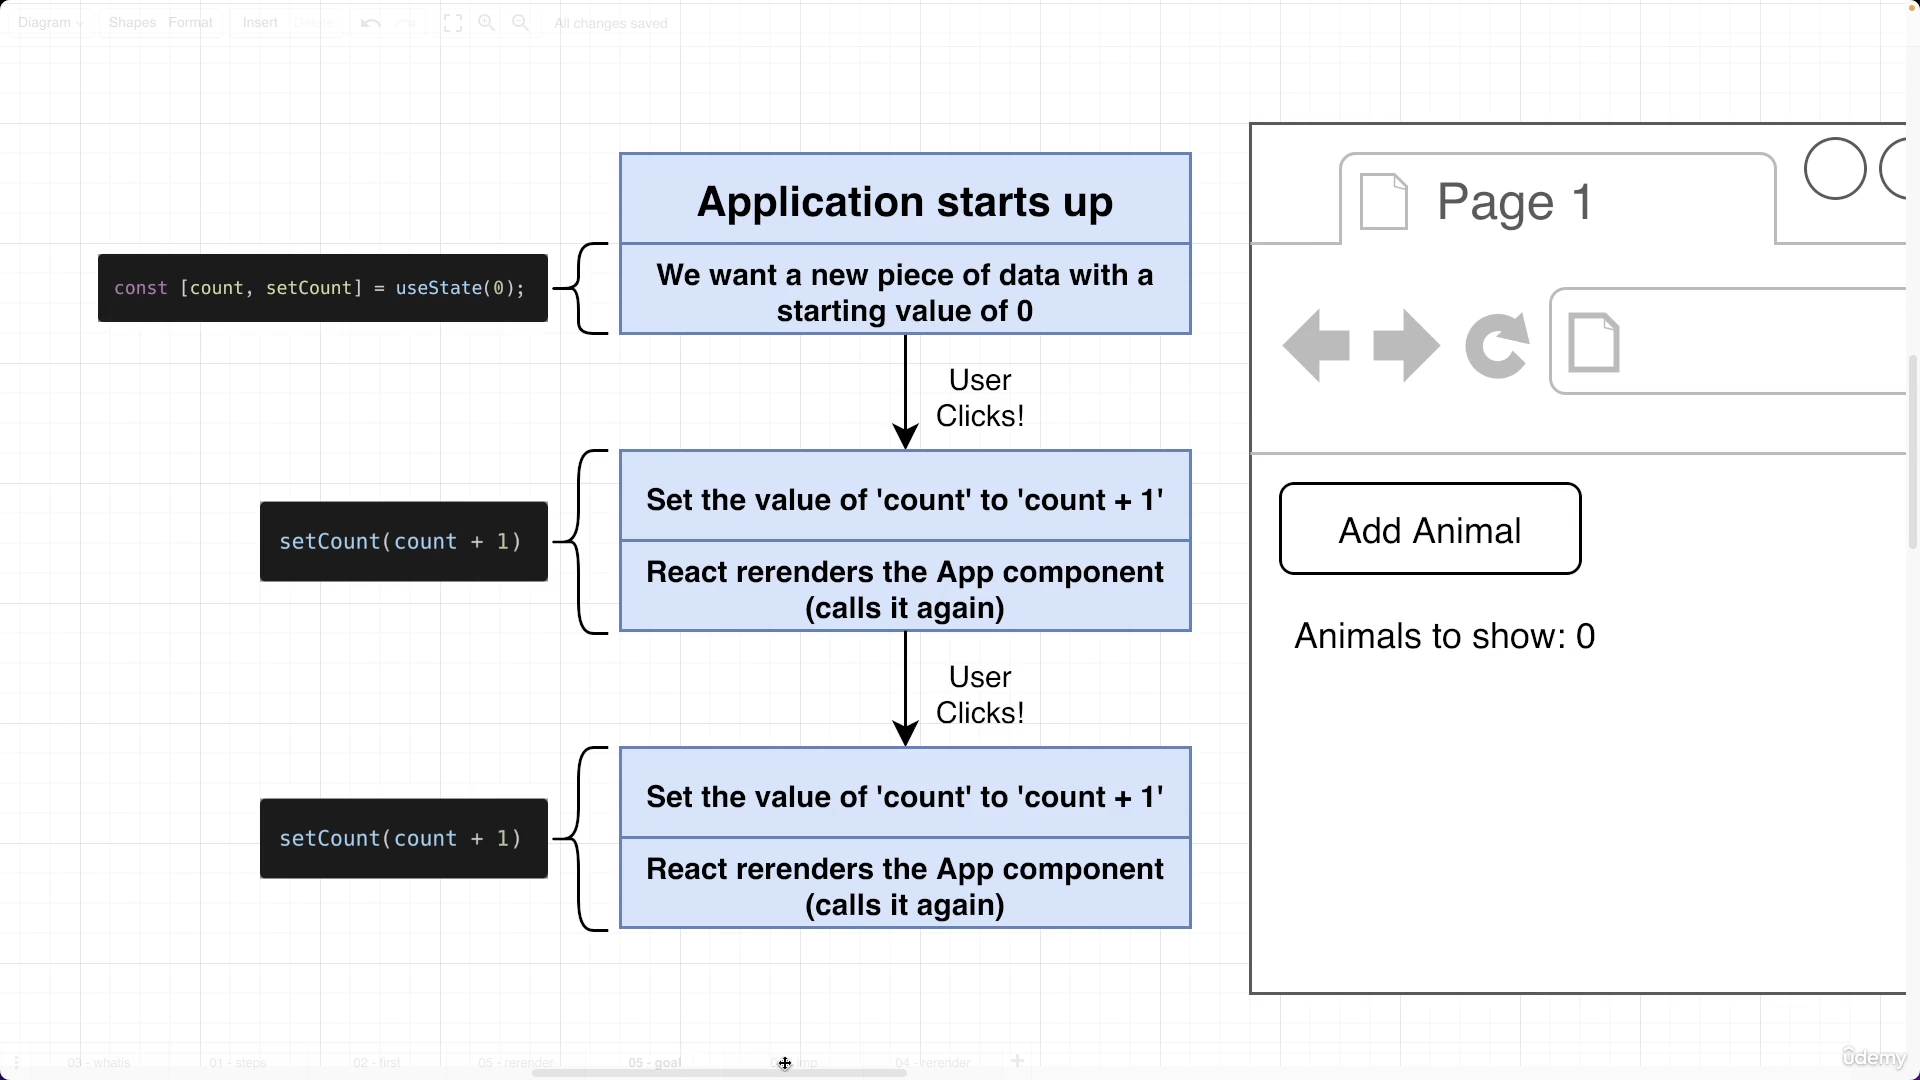 Diagram
Shapes
Format
Insert
Delete
All changes saved
Application starts up
We want a new piece of data with a
starting value of 0
const [count, setCount] = useState(0);
User
Clicks!
Set the value of 'count' to 'count + 1'
React rerenders the App component
(calls it again)
setCount(count + 1)
User
Clicks!
Set the value of 'count' to 'count + 1'
React rerenders the App component
(calls it again)
setCount(count + 1)
Page 1
Add Animal
Animals to show: 0
03 - whatis
01 - steps
02 - first
05 - rerender
05 - goal
04 - rerender
ûdemy